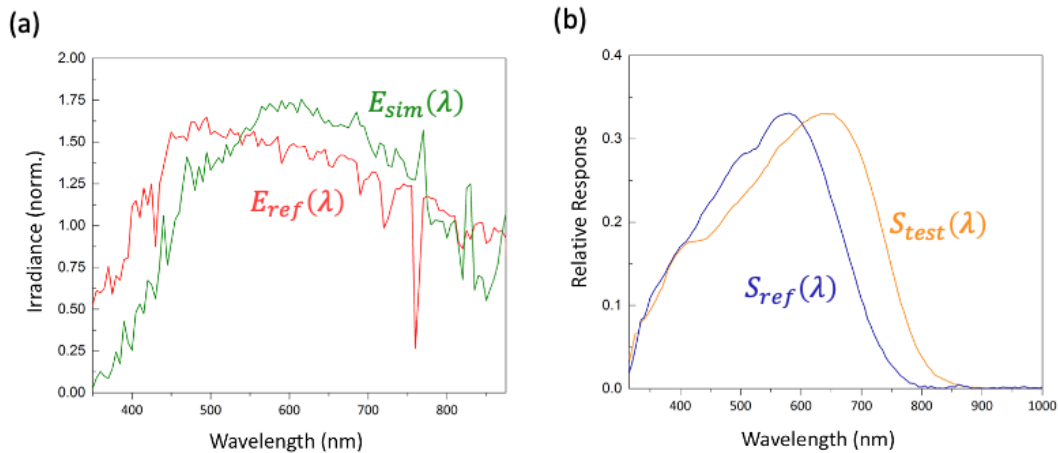 (a)
2.00
1.75
1.50
1.25
1.00
0.75
0.50
0.25
0.00
Irradiance (norm.)
E_sim(λ)
E_ref(λ)
400 500 600 700 800
Wavelength (nm)
(b)
0.4
0.3
0.2
0.1
0.0
Relative Response
S_test(λ)
S_ref(λ)
400 500 600 700 800 900 1000
Wavelength (nm)